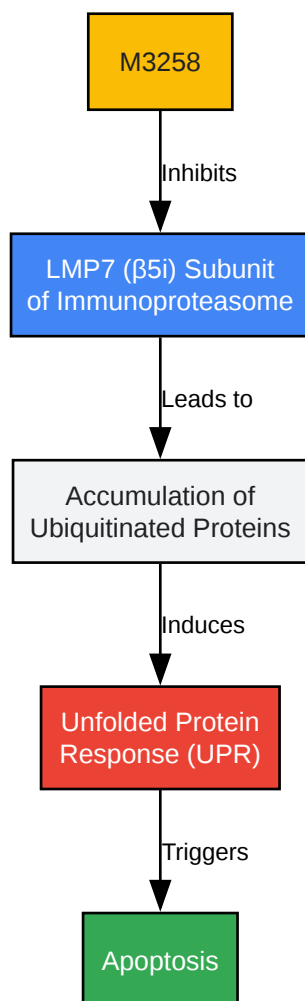 M3258
Inhibits
LMP7 (β5i) Subunit
of Immunoproteasome
Leads to
Accumulation of
Ubiquitinated Proteins
Induces
Unfolded Protein
Response (UPR)
Triggers
Apoptosis